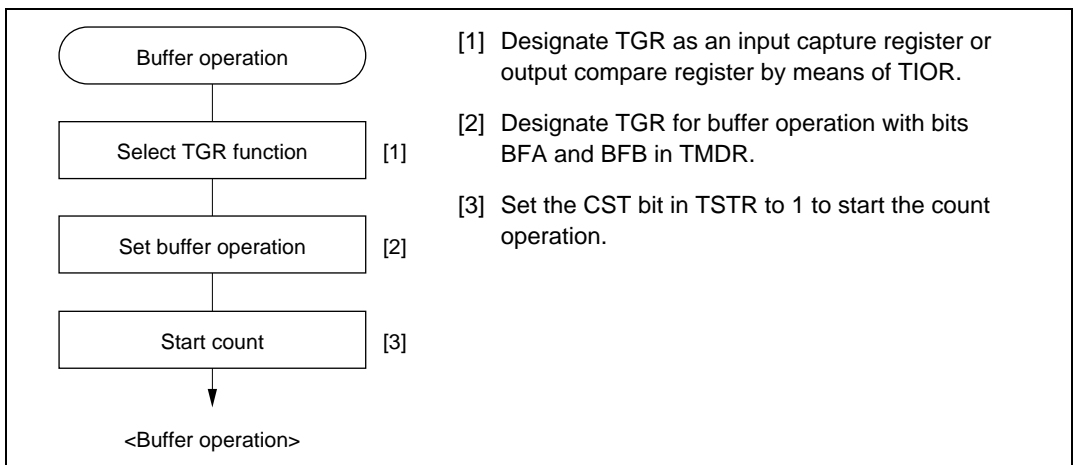 Buffer operation
Select TGR function [1]
Set buffer operation [2]
Start count [3]
<Buffer operation>
[1] Designate TGR as an input capture register or
output compare register by means of TIOR.
[2] Designate TGR for buffer operation with bits
BFA and BFB in TMDR.
[3] Set the CST bit in TSTR to 1 to start the count
operation.